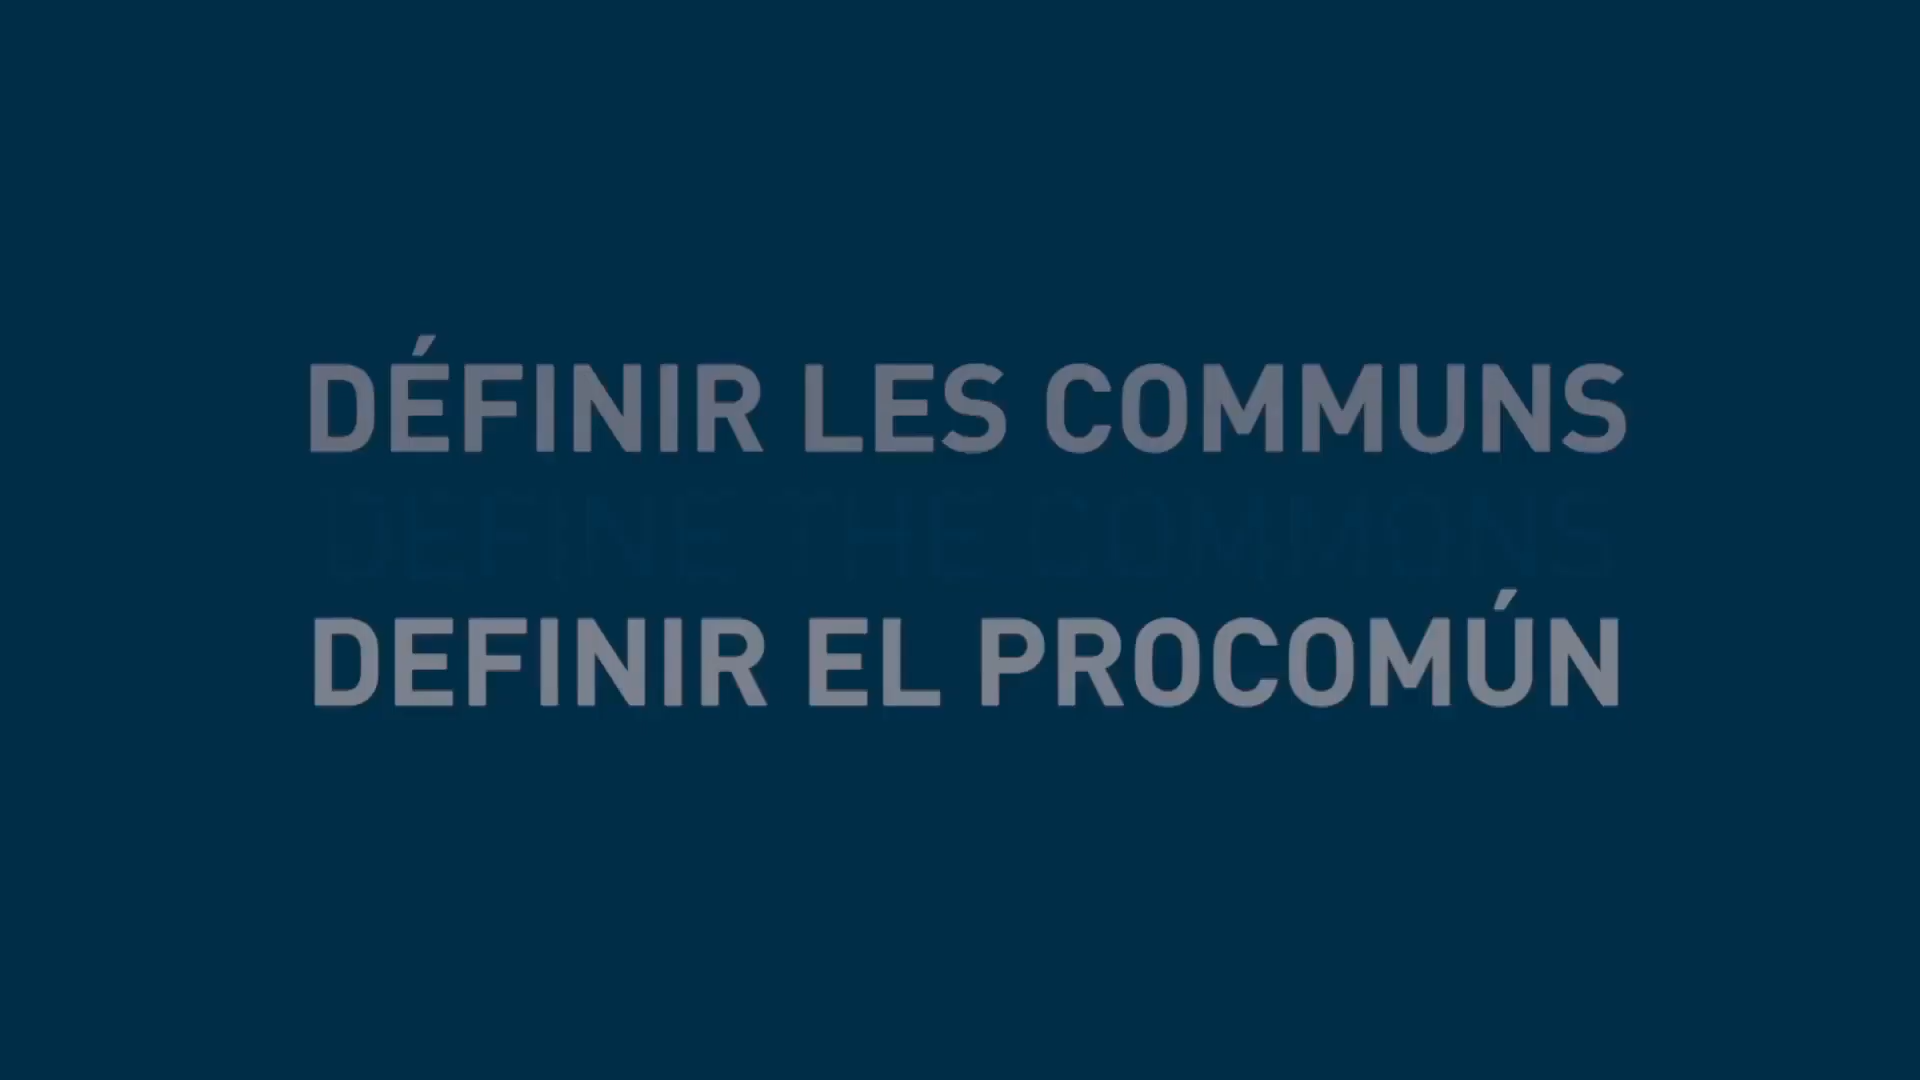 DÉFINIR LES COMMUNS
DEFINE THE COMMONS
DEFINIR EL PROCOMÚN